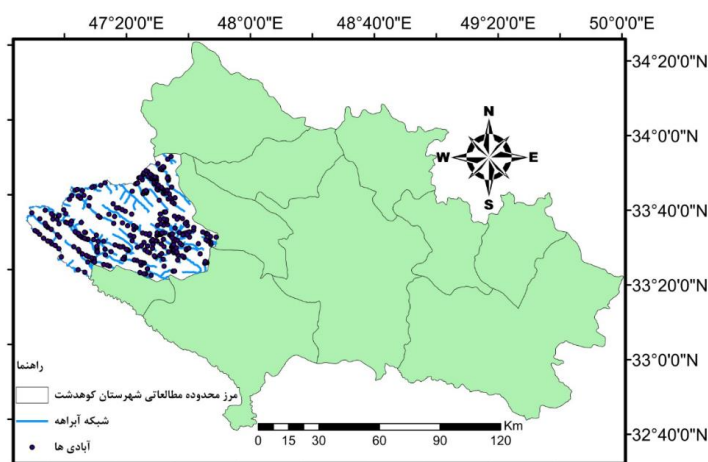 47°20'0"E 48°0'0"E 48°40'0"E 49°20'0"E 50°0'0"E
34°20'0"N
34°0'0"N
33°40'0"N
33°20'0"N
33°0'0"N
32°40'0"N
N
W E
S
راهنما
مرز محدوده مطالعاتی شهرستان کوهدشت
شبکه آبراهه
آبادی ها
Km
0 15 30 60 90 120